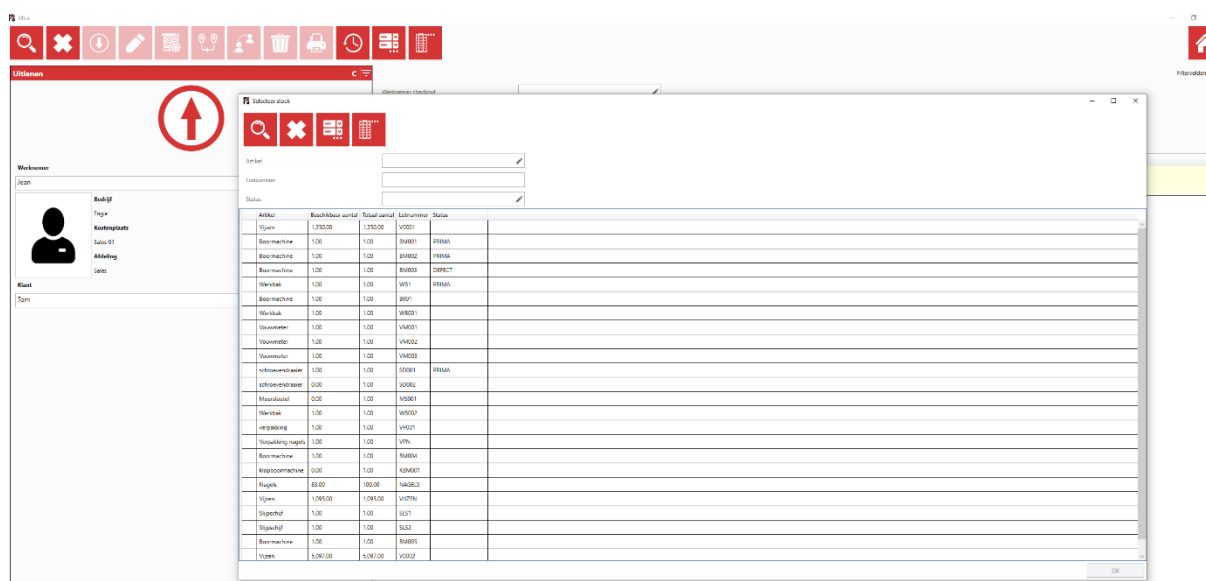 Uitlenen
Filtervelden
Werknemer checkout
Selecteer stock
Artikel
Lotnummer
Status
Werknemer
Jean
Bedrijf
Engie
Kostenplaats
Sales 01
Afdeling
Sales
Klant
Tom
Artikel Beschikbaar aantal Totaal aantal Lotnummer Status
Vijzen 1,250.00 1,250.00 V0001
Boormachine 1.00 1.00 BM001 PRIMA
Boormachine 1.00 1.00 BM002 PRIMA
Boormachine 1.00 1.00 BM003 DEFECT
Werkbak 1.00 1.00 WB1 PRIMA
Boormachine 1.00 1.00 B001
Werkbak 1.00 1.00 WB001
Vouwmeter 1.00 1.00 VM001
Vouwmeter 1.00 1.00 VM002
Vouwmeter 1.00 1.00 VM003
schroevendraaier 1.00 1.00 SD001 PRIMA
schroevendraaier 0.00 1.00 SD002
Moersleutel 0.00 1.00 MS001
Werkbak 1.00 1.00 WB002
verpakking 1.00 1.00 VP001
Verpakking nagels 1.00 1.00 VPN
Boormachine 1.00 1.00 BM004
klopboormachine 0.00 1.00 KBM001
Nagels 88.00 100.00 NAGELS
Vijzen 1,095.00 1,095.00 VIJZEN
Slijpschijf 1.00 1.00 SLS1
Slijpschijf 1.00 1.00 SLS2
Boormachine 1.00 1.00 BM005
Vijzen 5,097.00 5,097.00 V0002
OK